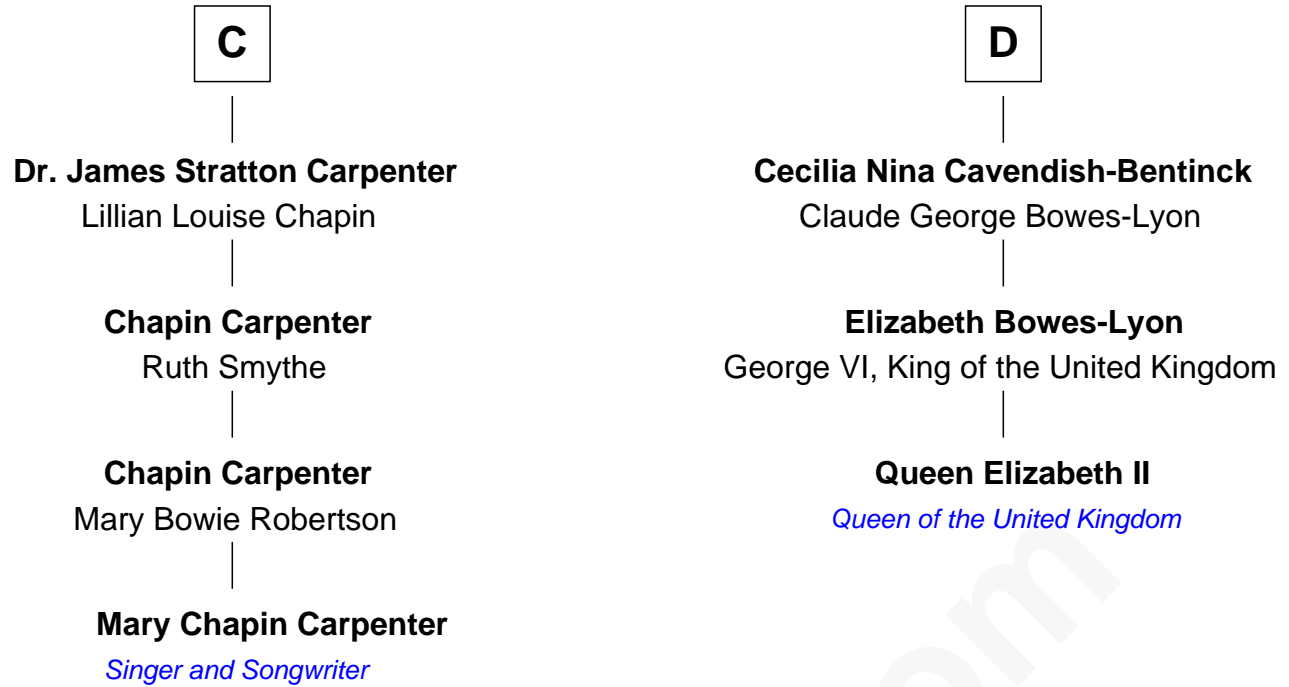 C
Dr. James Stratton Carpenter
Lillian Louise Chapin
Chapin Carpenter
Ruth Smythe
Chapin Carpenter
Mary Bowie Robertson
Mary Chapin Carpenter
Singer and Songwriter
D
Cecilia Nina Cavendish-Bentinck
Claude George Bowes-Lyon
Elizabeth Bowes-Lyon
George VI, King of the United Kingdom
Queen Elizabeth II
Queen of the United Kingdom
om